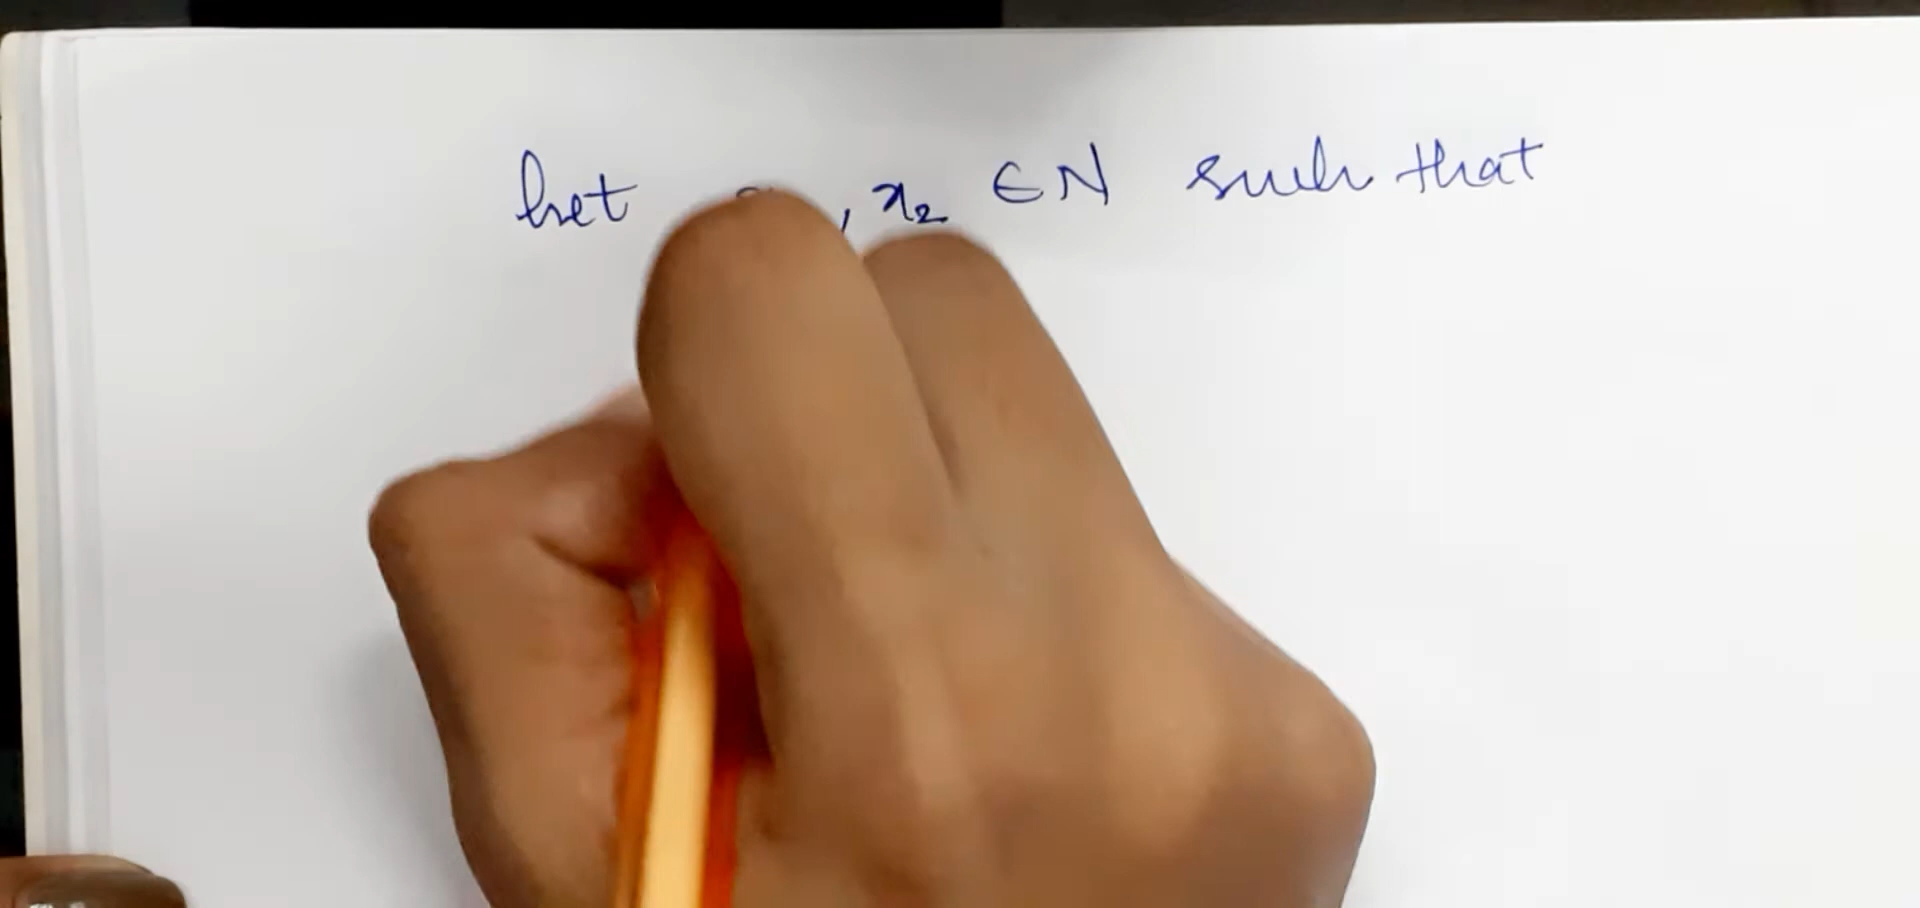 Let , x₂ ∈ N such that